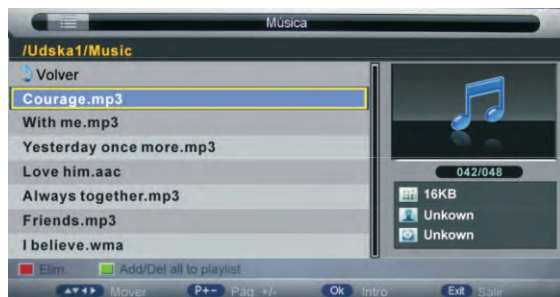 Música
/Udska1/Music
Volver
Courage.mp3
With me.mp3
Yesterday once more.mp3
Love him.aac
Always together.mp3
Friends.mp3
I believe.wma
042/048
16KB
Unkown
Unkown
Elim. Add/Del all to playlist
Mover P+- Pág +/- Ok Intro Exit Salir